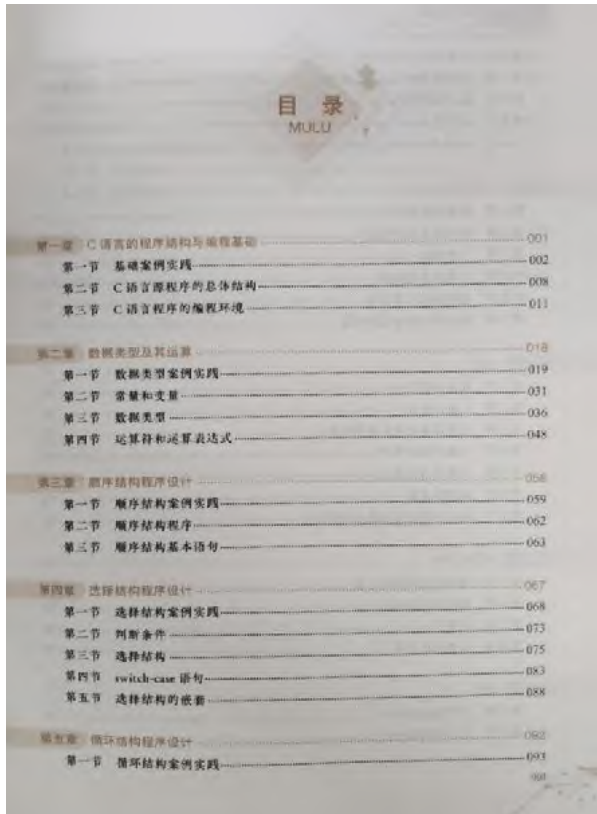 目 录
MULU
第一章 C 语言的程序结构与编程基础 001
第一节 基础案例实践 002
第二节 C 语言源程序的总体结构 008
第三节 C 语言程序的编程环境 011
第二章 数据类型及其运算 018
第一节 数据类型案例实践 019
第二节 常量和变量 031
第三节 数据类型 036
第四节 运算符和运算表达式 048
第三章 顺序结构程序设计 058
第一节 顺序结构案例实践 059
第二节 顺序结构程序 062
第三节 顺序结构基本语句 063
第四章 选择结构程序设计 067
第一节 选择结构案例实践 068
第二节 判断条件 073
第三节 选择结构 075
第四节 switch-case 语句 083
第五节 选择结构的嵌套 088
第五章 循环结构程序设计 092
第一节 循环结构案例实践 093